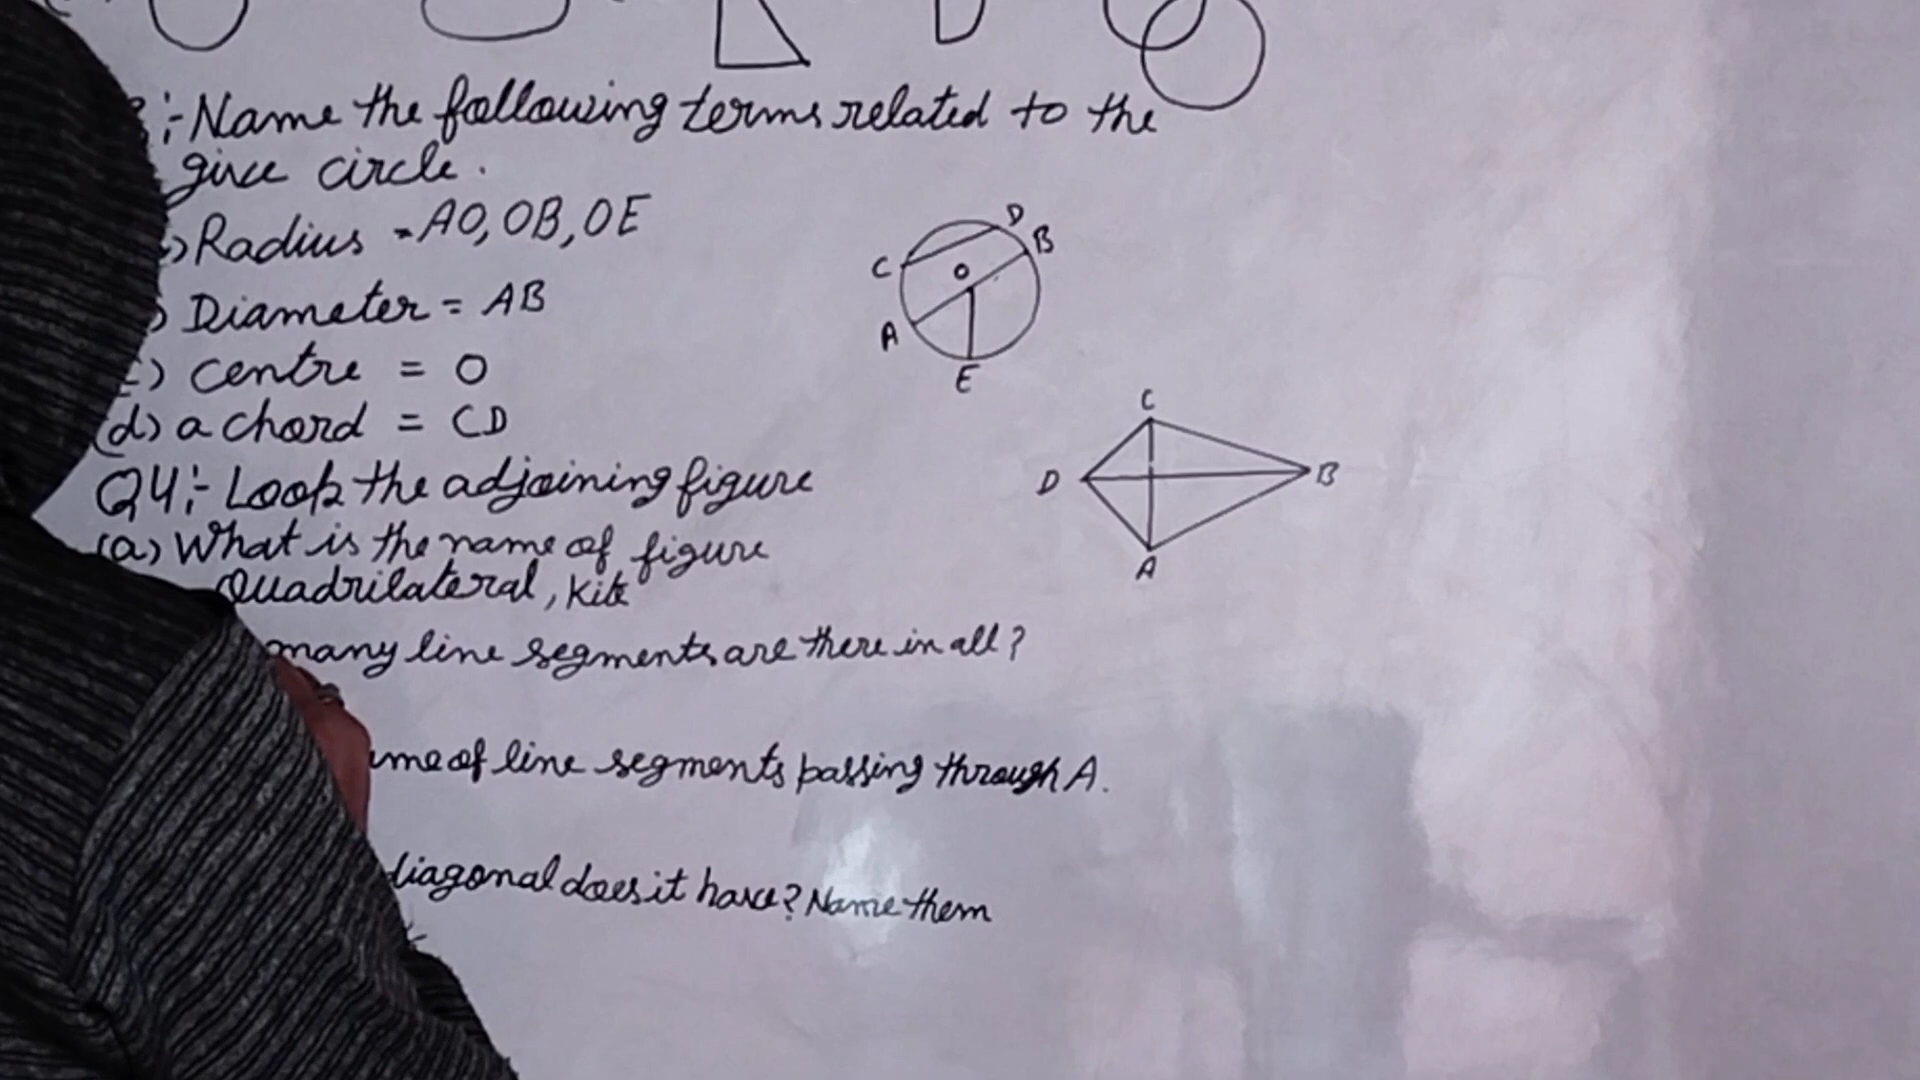 :- Name the following terms related to the
give circle.
) Radius = AO, OB, OE
) Diameter = AB
) centre = O
(d) a chord = CD
Q4:- Look the adjoining figure
(a) What is the name of figure
Quadrilateral, Kite
many line segments are there in all?
me of line segments passing through A.
diagonal does it have? Name them
D
B
C
O
A
E
C
D
B
A